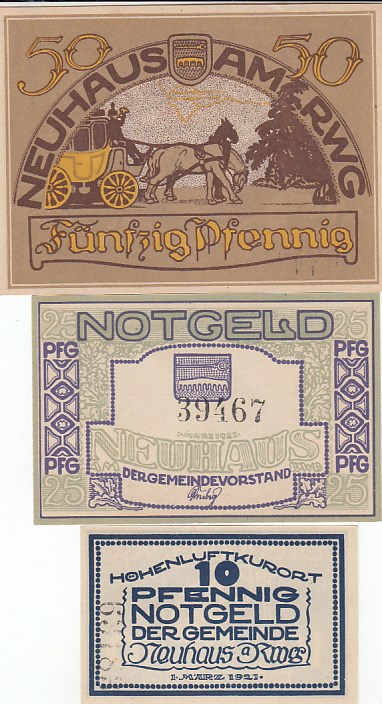 50 50
NEUHAUS AM RWG
Fünfzig Pfennig
25 NOTGELD 25
PFG PFG
39467
NEUHAUS
PFG PFG
DER GEMEINDEVORSTAND
25 25
HÖHENLUFTKURORT
10
PFENNIG
NOTGELD
DER GEMEINDE
Neuhaus a Rwg
1. MÄRZ 1921.